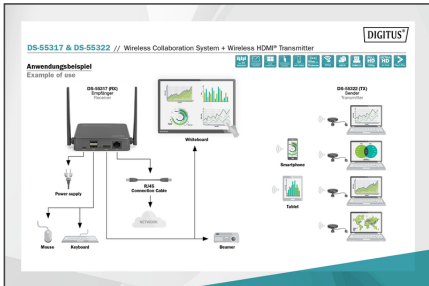 DIGITUS®
DS-55317 & DS-55322 // Wireless Collaboration System + Wireless HDMI® Transmitter
Anwendungsbeispiel
Example of use
DS-55317 (RX)
Empfänger
Receiver
DS-55322 (TX)
Sender
Transmitter
Whiteboard
Smartphone
Power supply
RJ45
Connection Cable
Tablet
NETWORK
Mouse
Keyboard
Beamer